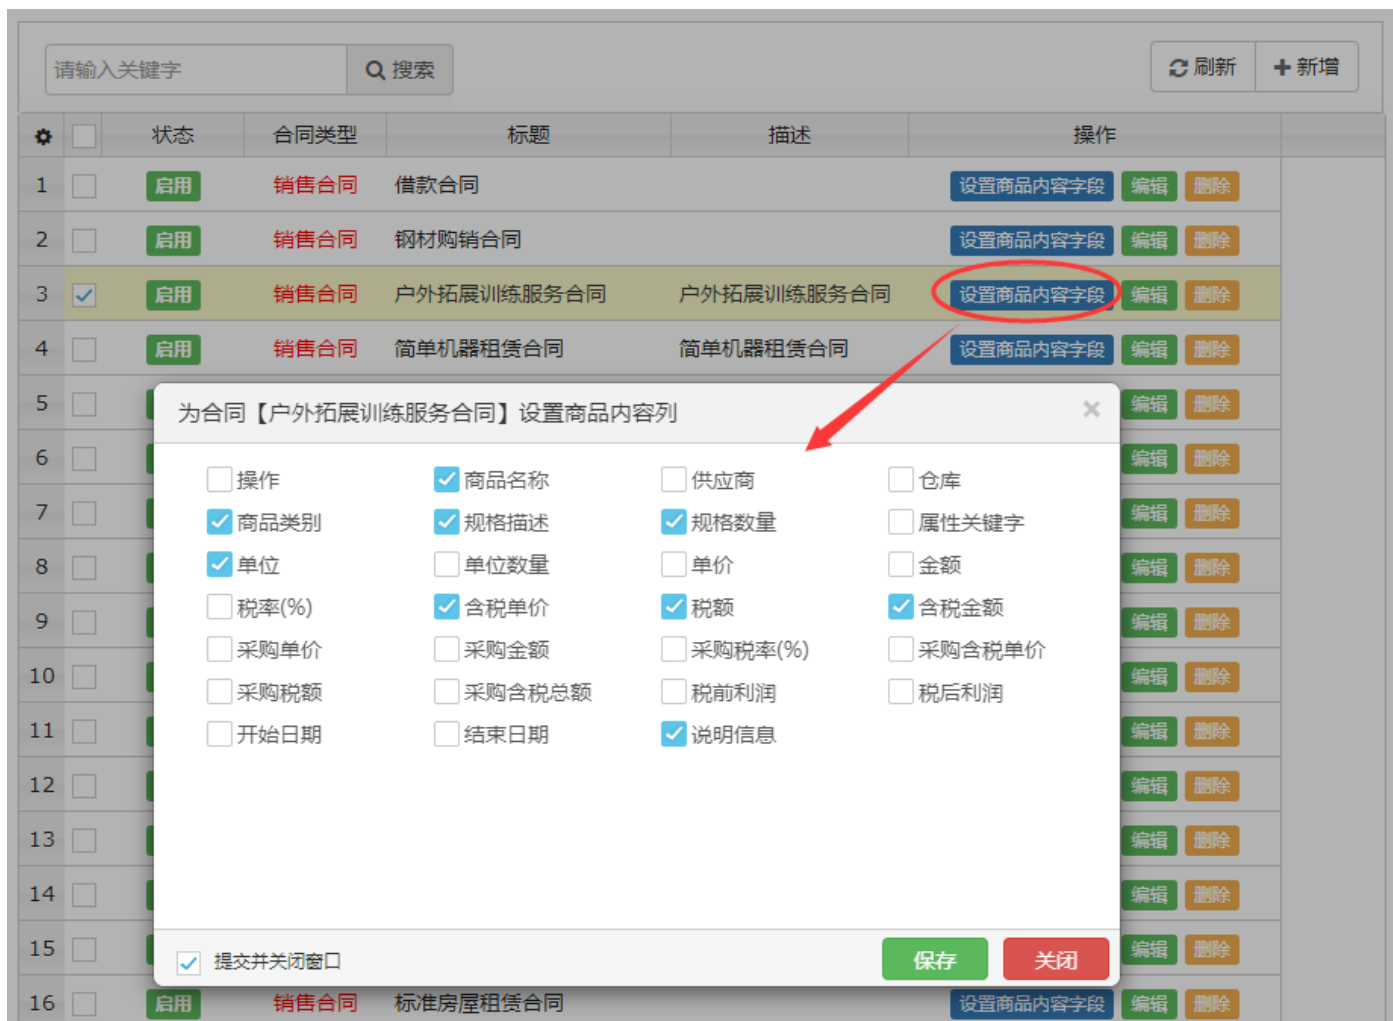 请输入关键字 搜索 刷新 新增
状态 合同类型 标题 描述 操作
1 启用 销售合同 借款合同 设置商品内容字段 编辑 删除
2 启用 销售合同 钢材购销合同 设置商品内容字段 编辑 删除
3 启用 销售合同 户外拓展训练服务合同 户外拓展训练服务合同 设置商品内容字段 编辑 删除
4 启用 销售合同 简单机器租赁合同 简单机器租赁合同 设置商品内容字段 编辑 删除
5 编辑 删除
为合同【户外拓展训练服务合同】设置商品内容列
6 编辑 删除
操作 商品名称 供应商 仓库
7 编辑 删除
商品类别 规格描述 规格数量 属性关键字
8 编辑 删除
单位 单位数量 单价 金额
9 编辑 删除
税率(%) 含税单价 税额 含税金额
采购单价 采购金额 采购税率(%) 采购含税单价
10 编辑 删除
采购税额 采购含税总额 税前利润 税后利润
11 编辑 删除
开始日期 结束日期 说明信息
12 编辑 删除
13 编辑 删除
14 编辑 删除
15 编辑 删除
提交并关闭窗口 保存 关闭
16 启用 销售合同 标准房屋租赁合同 设置商品内容字段 编辑 删除